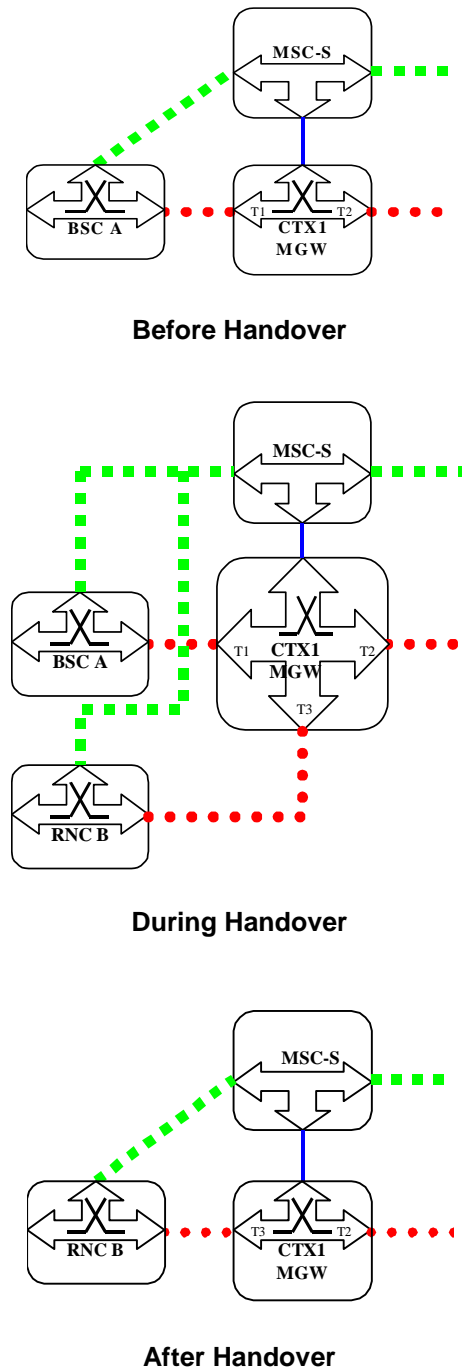 MSC-S
BSC A
T1
CTX1
T2
MGW
Before Handover
MSC-S
BSC A
T1
CTX1
T2
MGW
T3
RNC B
During Handover
MSC-S
RNC B
T3
CTX1
T2
MGW
After Handover